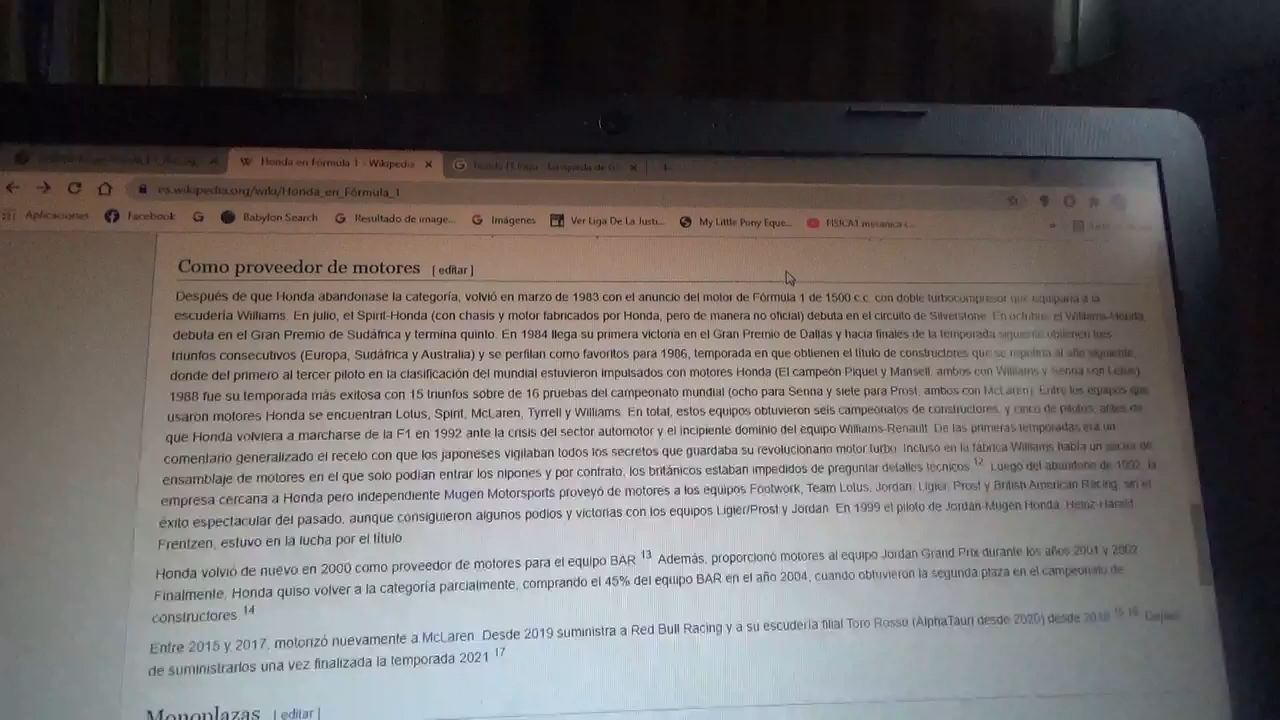 Honda en Fórmula 1 - Wikipedia
es.wikipedia.org/wiki/Honda_en_Fórmula_1
Aplicaciones Facebook Babylon Search Resultado de image... Imágenes Ver Liga De La Justi... My Little Pony Eque... FISICA1 mecanica
Como proveedor de motores [ editar ]
Después de que Honda abandonase la categoría, volvió en marzo de 1983 con el anuncio del motor de Fórmula 1 de 1500 c.c. con doble turbocompresor que equiparía a la
escudería Williams. En julio, el Spirit-Honda (con chasis y motor fabricados por Honda, pero de manera no oficial) debuta en el circuito de Silverstone. En octubre, el Williams-Honda
debuta en el Gran Premio de Sudáfrica y termina quinto. En 1984 llega su primera victoria en el Gran Premio de Dallas y hacia finales de la temporada siguiente obtienen tres
triunfos consecutivos (Europa, Sudáfrica y Australia) y se perfilan como favoritos para 1986, temporada en que obtienen el título de constructores que se repetiría al año siguiente,
donde del primero al tercer piloto en la clasificación del mundial estuvieron impulsados con motores Honda (El campeón Piquet y Mansell, ambos con Williams y Senna con Lotus).
1988 fue su temporada más exitosa con 15 triunfos sobre de 16 pruebas del campeonato mundial (ocho para Senna y siete para Prost, ambos con McLaren). Entre los equipos que
usaron motores Honda se encuentran Lotus, Spirit, McLaren, Tyrrell y Williams. En total, estos equipos obtuvieron seis campeonatos de constructores, y cinco de pilotos, antes de
que Honda volviera a marcharse de la F1 en 1992 ante la crisis del sector automotor y el incipiente dominio del equipo Williams-Renault. De las primeras temporadas era un
comentario generalizado el recelo con que los japoneses vigilaban todos los secretos que guardaba su revolucionario motor turbo. Incluso en la fábrica Williams había un sector de
ensamblaje de motores en el que solo podían entrar los nipones y por contrato, los británicos estaban impedidos de preguntar detalles técnicos.12 Luego del abandono de 1992, la
empresa cercana a Honda pero independiente Mugen Motorsports proveyó de motores a los equipos Footwork, Team Lotus, Jordan, Ligier, Prost y British American Racing, sin el
éxito espectacular del pasado, aunque consiguieron algunos podios y victorias con los equipos Ligier/Prost y Jordan. En 1999 el piloto de Jordan-Mugen Honda, Heinz-Harald
Frentzen, estuvo en la lucha por el título.
Honda volvió de nuevo en 2000 como proveedor de motores para el equipo BAR.13 Además, proporcionó motores al equipo Jordan Grand Prix durante los años 2001 y 2002.
Finalmente, Honda quiso volver a la categoría parcialmente, comprando el 45% del equipo BAR en el año 2004, cuando obtuvieron la segunda plaza en el campeonato de
constructores.14
Entre 2015 y 2017, motorizó nuevamente a McLaren. Desde 2019 suministra a Red Bull Racing y a su escudería filial Toro Rosso (AlphaTauri desde 2020) desde 2018.
de suministrarlos una vez finalizada la temporada 2021.17
Monoplazas [ editar ]